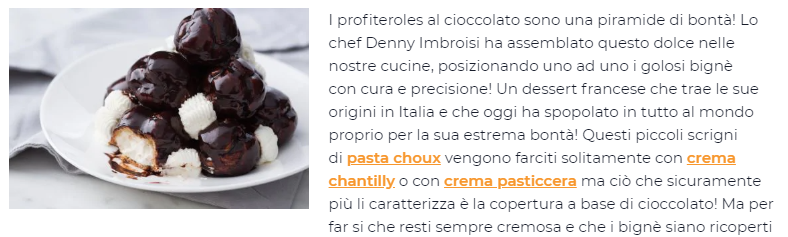 I profiteroles al cioccolato sono una piramide di bontà! Lo
chef Denny Imbroisi ha assemblato questo dolce nelle
nostre cucine, posizionando uno ad uno i golosi bignè
con cura e precisione! Un dessert francese che trae le sue
origini in Italia e che oggi ha spopolato in tutto al mondo
proprio per la sua estrema bontà! Questi piccoli scrigni
di pasta choux vengono farciti solitamente con crema
chantilly o con crema pasticcera ma ciò che sicuramente
più li caratterizza è la copertura a base di cioccolato! Ma per
far si che resti sempre cremosa e che i bignè siano ricoperti